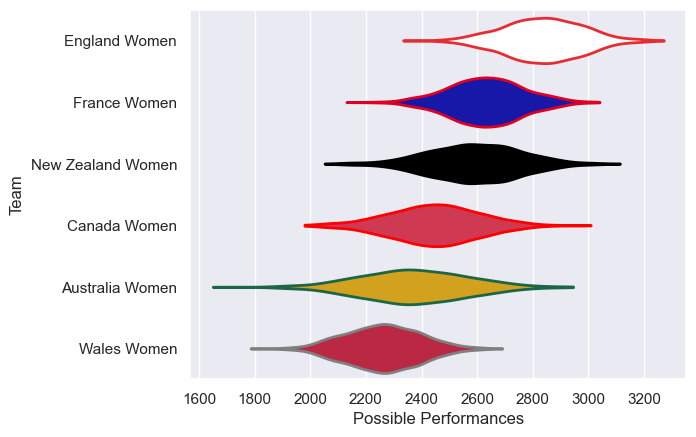 England Women
France Women
New Zealand Women
Canada Women
Australia Women
Wales Women
Team
1600 1800 2000 2200 2400 2600 2800 3000 3200
Possible Performances